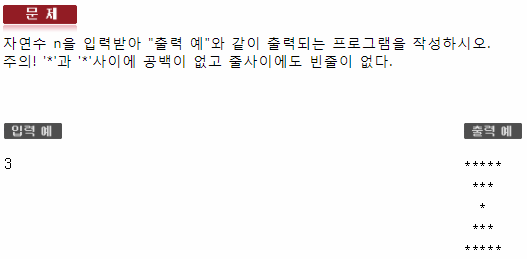 문 제
자연수 n을 입력받아 "출력 예"와 같이 출력되는 프로그램을 작성하시오.
주의! '*'과 '*'사이에 공백이 없고 줄사이에도 빈줄이 없다.
입력 예
3
출력 예
*****
 ***
  *
 ***
*****